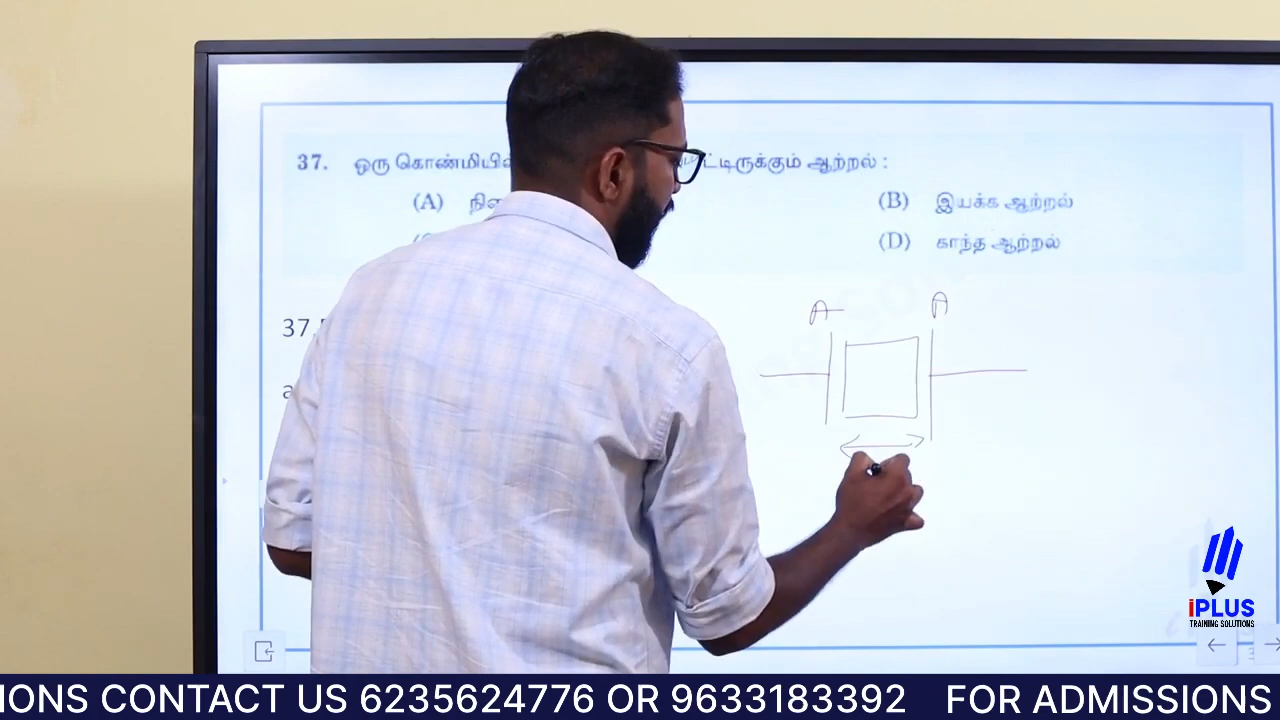 37. ஒரு கொண்மியில் ட்டிருக்கும் ஆற்றல் :
(A) (B) இயக்க ஆற்றல்
(D) காந்த ஆற்றல்
37.
A A
iPLUS
TRAINING SOLUTIONS
IONS CONTACT US 6235624776 OR 9633183392 FOR ADMISSIONS